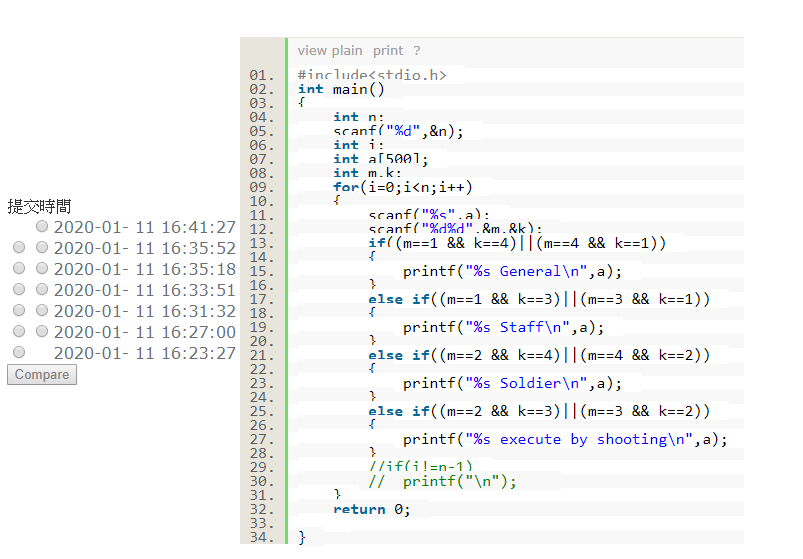 提交時間
2020-01- 11 16:41:27
2020-01- 11 16:35:52
2020-01- 11 16:35:18
2020-01- 11 16:33:51
2020-01- 11 16:31:32
2020-01- 11 16:27:00
2020-01- 11 16:23:27
Compare
view plain print ?
01. #include<stdio.h>
02. int main()
03. {
04.     int n;
05.     scanf("%d",&n);
06.     int i;
07.     int a[500];
08.     int m,k;
09.     for(i=0;i<n;i++)
10.     {
11.         scanf("%s",a);
12.         scanf("%d%d",&m,&k);
13.         if((m==1 && k==4)||(m==4 && k==1))
14.         {
15.             printf("%s General\n",a);
16.         }
17.         else if((m==1 && k==3)||(m==3 && k==1))
18.         {
19.             printf("%s Staff\n",a);
20.         }
21.         else if((m==2 && k==4)||(m==4 && k==2))
22.         {
23.             printf("%s Soldier\n",a);
24.         }
25.         else if((m==2 && k==3)||(m==3 && k==2))
26.         {
27.             printf("%s execute by shooting\n",a);
28.         }
29.         //if(i!=n-1)
30.         //  printf("\n");
31.     }
32.     return 0;
33.
34. }